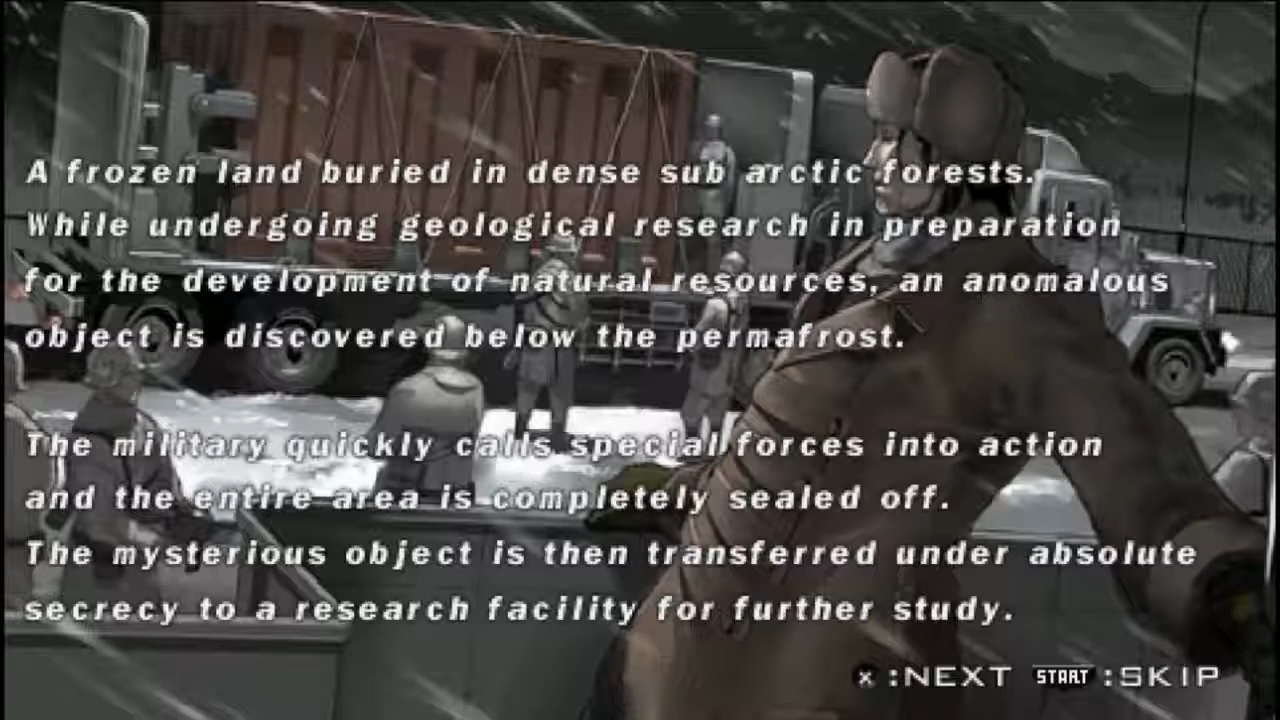 A frozen land buried in dense sub arctic forests.
While undergoing geological research in preparation
for the development of natural resources, an anomalous
object is discovered below the permafrost.
The military quickly calls special forces into action
and the entire area is completely sealed off.
The mysterious object is then transferred under absolute
secrecy to a research facility for further study.
x :NEXT START :SKIP